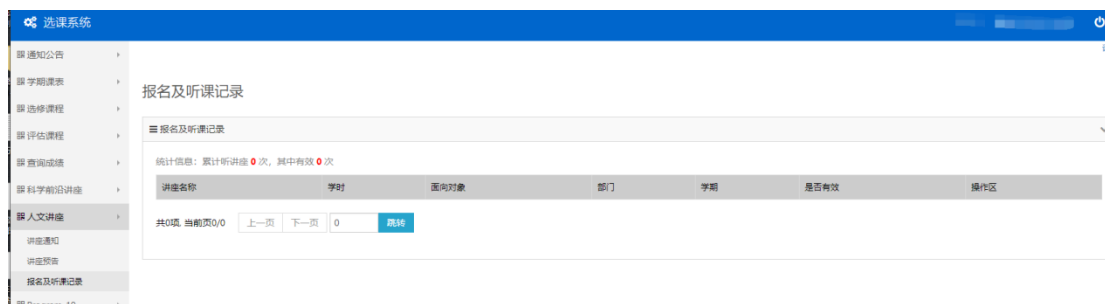 选课系统
通知公告
学期课表
选修课程
评估课程
查询成绩
科学前沿讲座
人文讲座
讲座通知
讲座预告
报名及听课记录
报名及听课记录
报名及听课记录
统计信息：累计听讲座 0 次，其中有效 0 次
讲座名称 学时 面向对象 部门 学期 是否有效 操作区
共0项, 当前页0/0 上一页 下一页 0 跳转